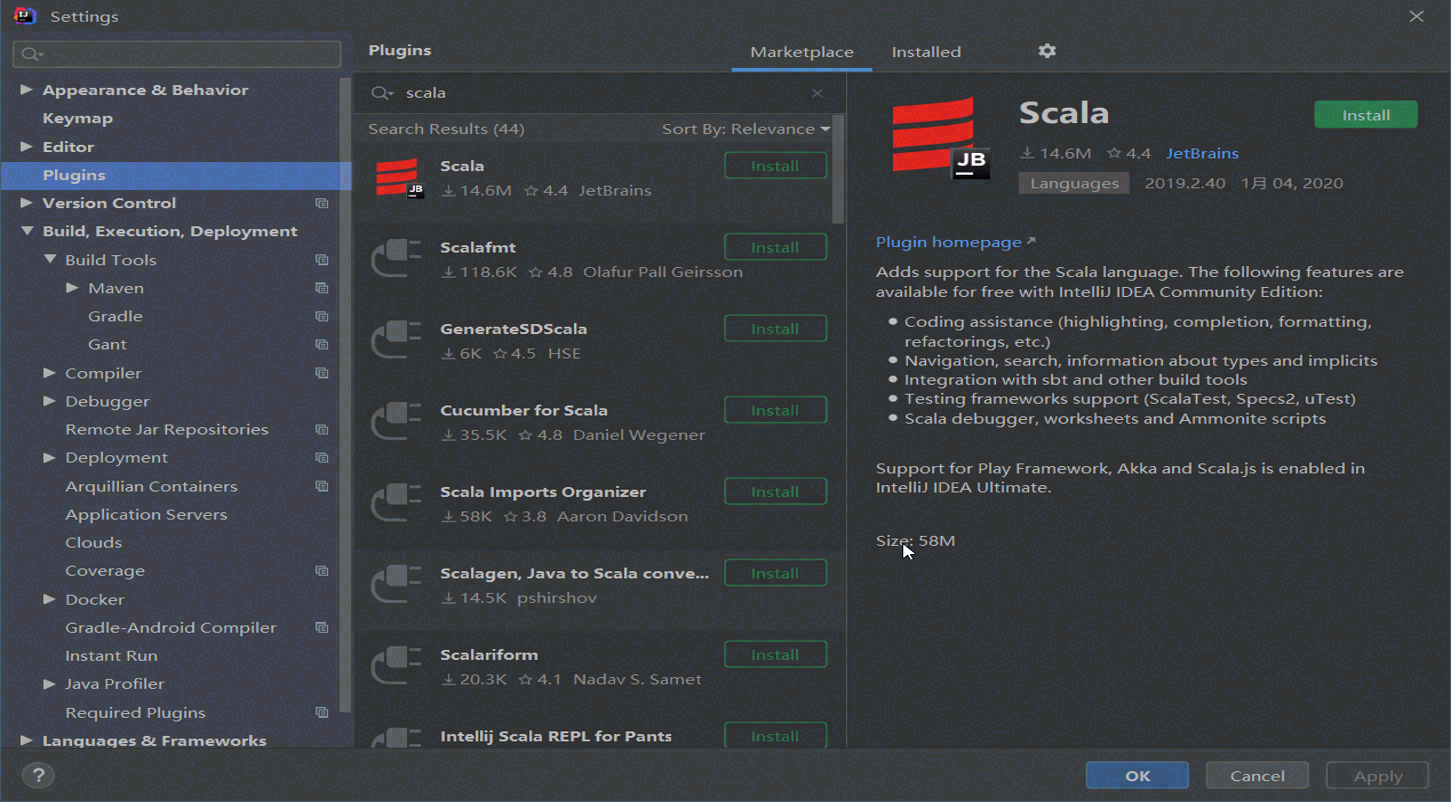 Settings
Appearance & Behavior
Keymap
Editor
Plugins
Version Control
Build, Execution, Deployment
Build Tools
Maven
Gradle
Gant
Compiler
Debugger
Remote Jar Repositories
Deployment
Arquillian Containers
Application Servers
Clouds
Coverage
Docker
Gradle-Android Compiler
Instant Run
Java Profiler
Required Plugins
Languages & Frameworks
Plugins
Marketplace
Installed
scala
Search Results (44)
Sort By: Relevance
Scala
Install
14.6M 4.4 JetBrains
JB
Scalafmt
Install
118.6K 4.8 Olafur Pall Geirsson
GenerateSDScala
Install
6K 4.5 HSE
Cucumber for Scala
Install
35.5K 4.8 Daniel Wegener
Scala Imports Organizer
Install
58K 3.8 Aaron Davidson
Scalagen, Java to Scala conve...
Install
14.5K pshirshov
Scalariform
Install
20.3K 4.1 Nadav S. Samet
Intellij Scala REPL for Pants
Install
JB
Scala
Install
14.6M 4.4 JetBrains
Languages 2019.2.40 1月 04, 2020
Plugin homepage
Adds support for the Scala language. The following features are
available for free with IntelliJ IDEA Community Edition:
Coding assistance (highlighting, completion, formatting,
refactorings, etc.)
Navigation, search, information about types and implicits
Integration with sbt and other build tools
Testing frameworks support (ScalaTest, Specs2, uTest)
Scala debugger, worksheets and Ammonite scripts
Support for Play Framework, Akka and Scala.js is enabled in
IntelliJ IDEA Ultimate.
Size: 58M
?
OK
Cancel
Apply